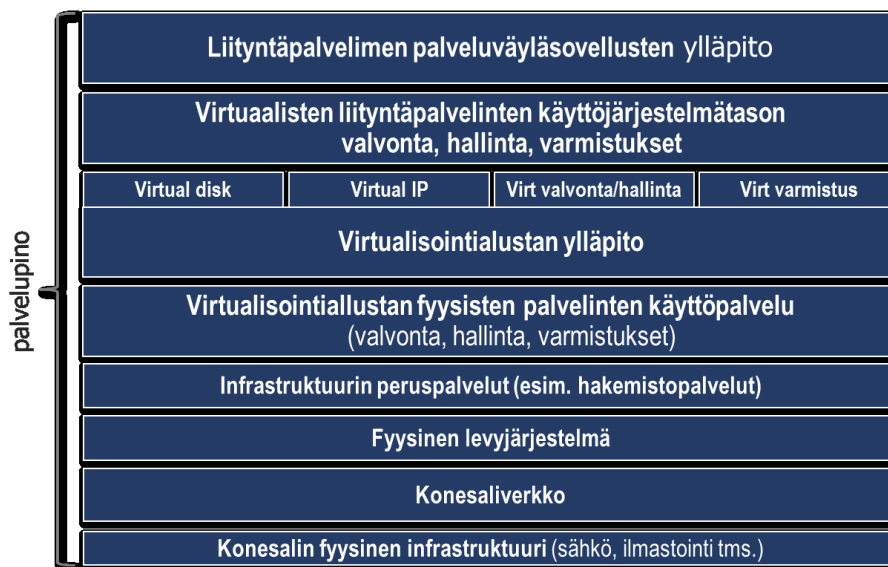 Liityntäpalvelimen palveluväyläsovellusten ylläpito
Virtuaalisten liityntäpalvelinten käyttöjärjestelmätason
valvonta, hallinta, varmistukset
Virtual disk
Virtual IP
Virt valvonta/hallinta
Virt varmistus
Virtualisointialustan ylläpito
palvelupino
Virtualisointiallustan fyysisten palvelinten käyttöpalvelu
(valvonta, hallinta, varmistukset)
Infrastruktuurin peruspalvelut (esim. hakemistopalvelut)
Fyysinen levyjärjestelmä
Konesaliverkko
Konesalin fyysinen infrastruktuuri (sähkö, ilmastointi tms.)